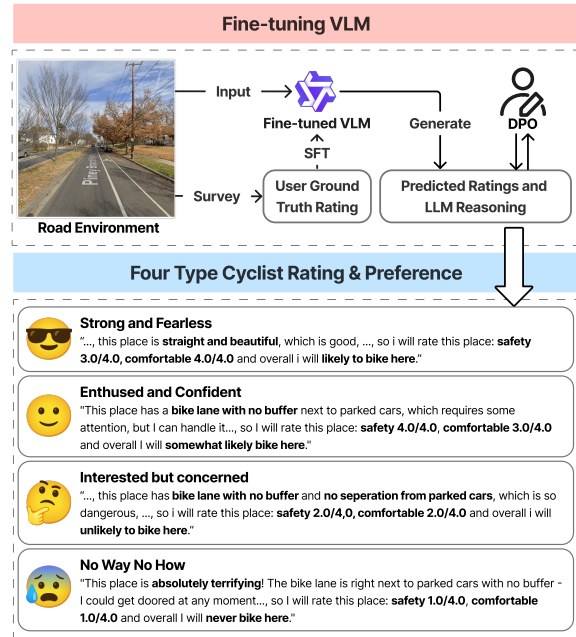 Fine-tuning VLM
Input
Fine-tuned VLM
Generate
DPO
SFT
Survey
User Ground
Truth Rating
Predicted Ratings and
LLM Reasoning
Road Environment
Four Type Cyclist Rating & Preference
Strong and Fearless
“..., this place is straight and beautiful, which is good, ..., so i will rate this place: safety
3.0/4.0, comfortable 4.0/4.0 and overall i will likely to bike here.”
Enthused and Confident
"This place has a bike lane with no buffer next to parked cars, which requires some
attention, but I can handle it..., so I will rate this place: safety 4.0/4.0, comfortable 3.0/4.0
and overall I will somewhat likely bike here."
Interested but concerned
“..., this place has bike lane with no buffer and no seperation from parked cars, which is so
dangerous, ..., so i will rate this place: safety 2.0/4,0, comfortable 2.0/4.0 and overall i will
unlikely to bike here.”
No Way No How
"This place is absolutely terrifying! The bike lane is right next to parked cars with no buffer -
I could get doored at any moment..., so I will rate this place: safety 1.0/4.0, comfortable
1.0/4.0 and overall I will never bike here."